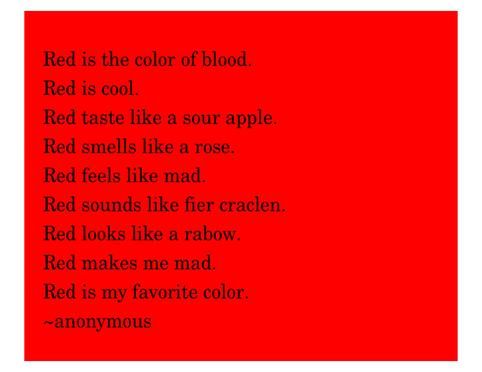 Red is the color of blood.
Red is cool.
Red taste like a sour apple.
Red smells like a rose.
Red feels like mad.
Red sounds like fier craclen.
Red looks like a rabow.
Red makes me mad.
Red is my favorite color.
~anonymous